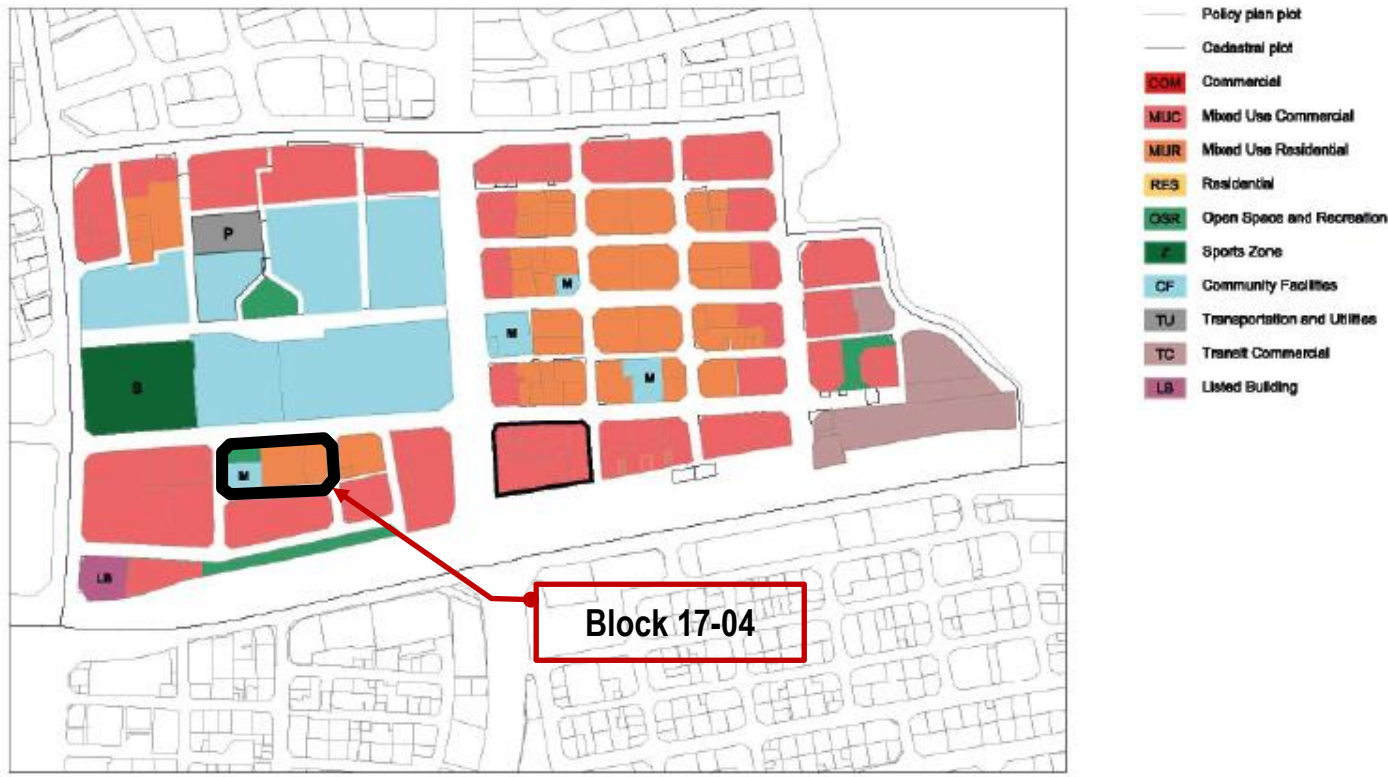 Policy plan plot
Cadastral plot
COM Commercial
MUC Mixed Use Commercial
MUR Mixed Use Residential
RES Residential
OSR Open Space and Recreation
Z Sports Zone
CF Community Facilities
TU Transportation and Utilities
TC Transit Commercial
LB Listed Building
P
M
M
S
M
M
LB
Block 17-04